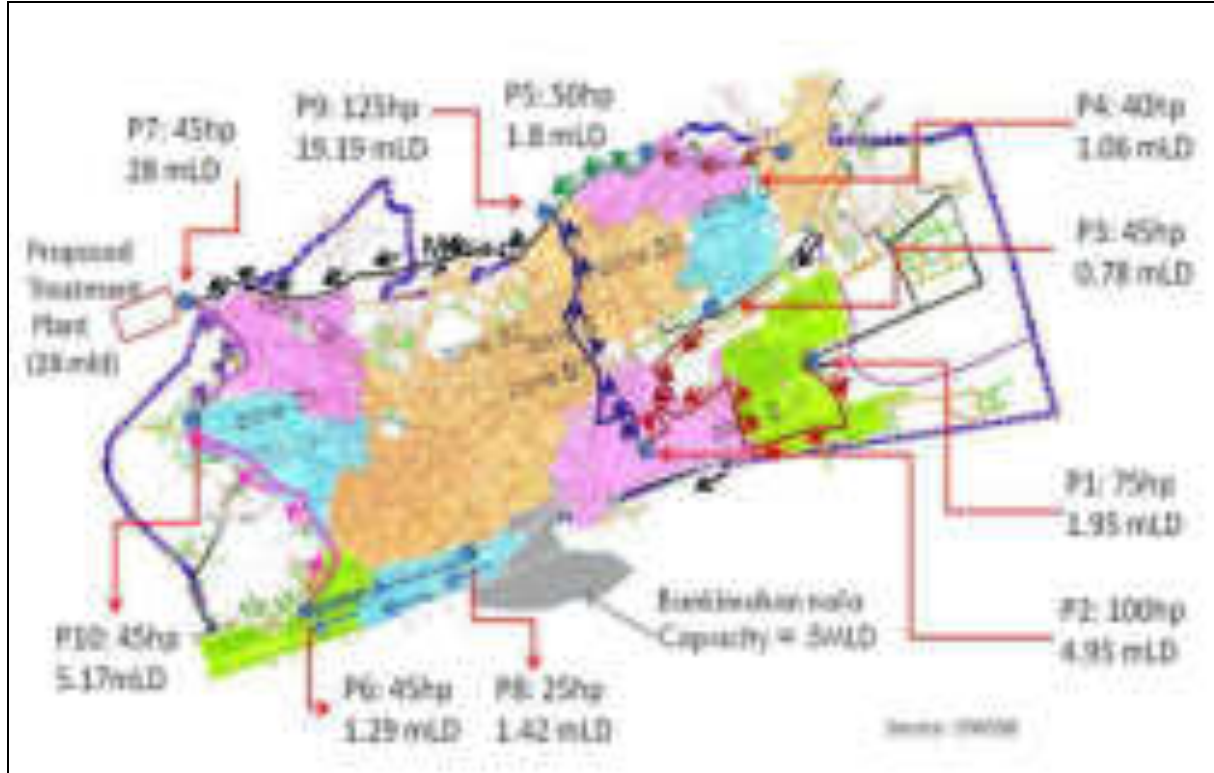 P7: 45hp
28 mLD
P9: 125hp
19.19 mLD
P5: 50hp
1.8 mLD
P4: 40hp
1.06 mLD
P3: 45hp
0.78 mLD
Proposed
Treatment
Plant
(28 mld)
P1: 75hp
1.95 mLD
P2: 100hp
4.95 mLD
nala
Capacity = .5MLD
P10: 45hp
5.17mLD
P6: 45hp
1.29 mLD
P8: 25hp
1.42 mLD